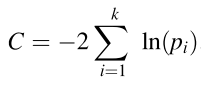 C = −2 ∑_{i=1}^{k} ln(p_i).